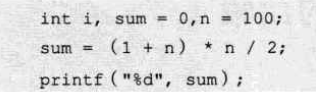 int i, sum = 0,n = 100;
sum = (1 + n) * n / 2;
printf ("%d", sum);